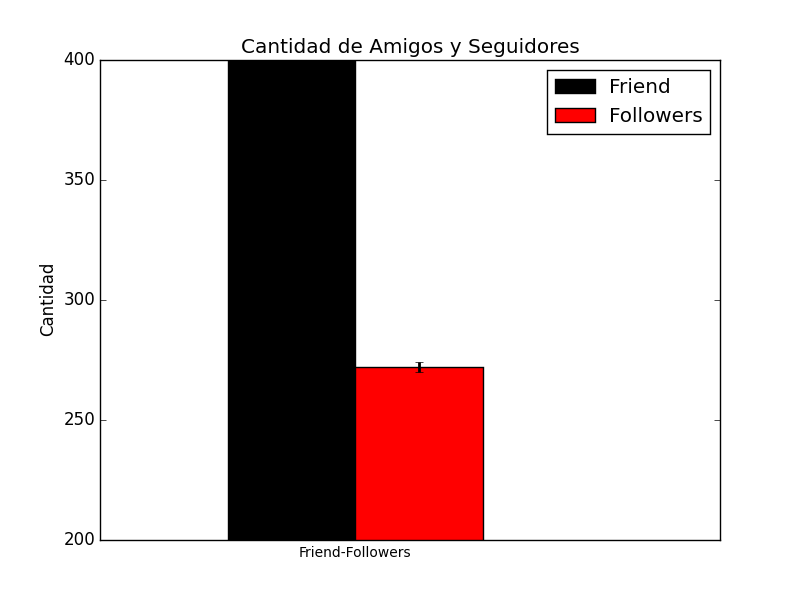 Cantidad de Amigos y Seguidores
400
350
300
250
200
Cantidad
Friend
Followers
Friend-Followers